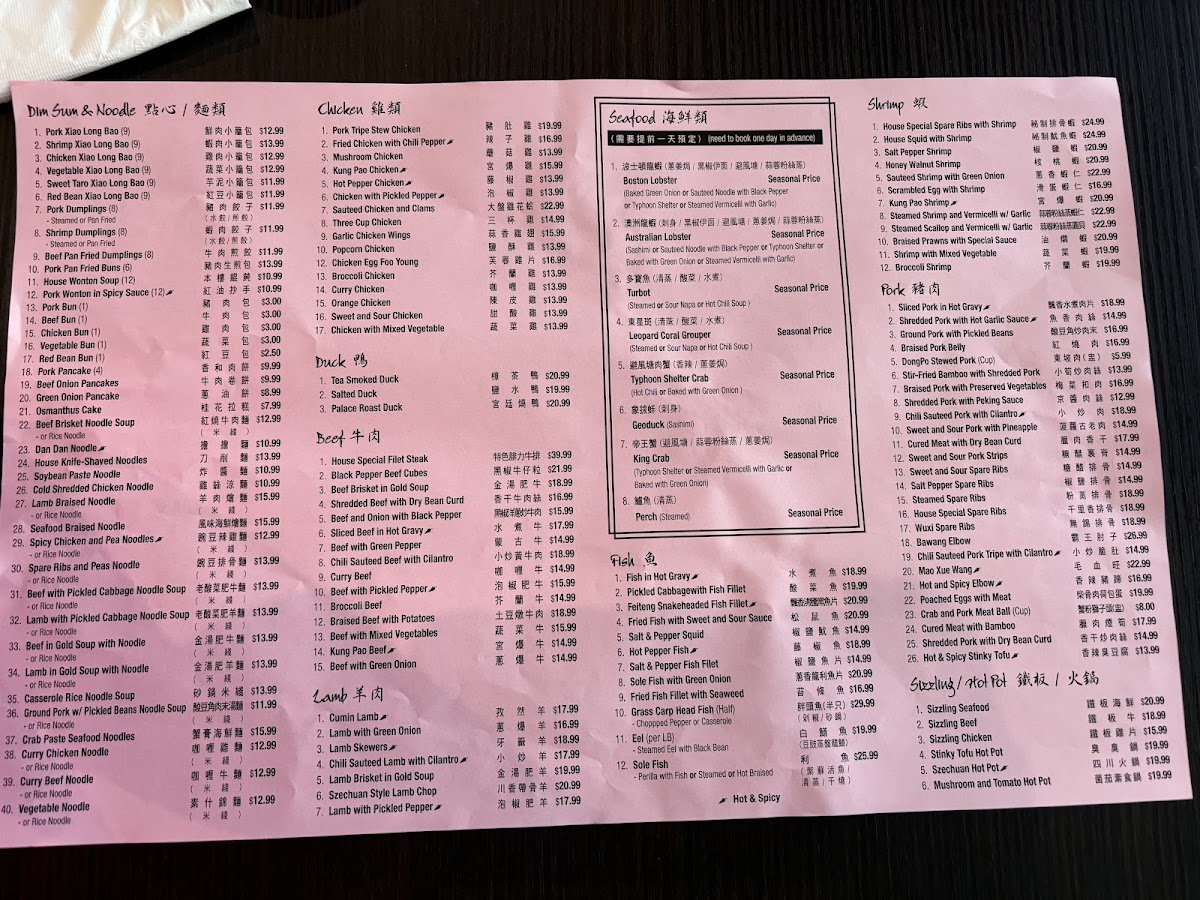 Dim Sum & Noodle 點心 / 麵類
1. Pork Xiao Long Bao (9) 鮮肉小籠包 $12.99
2. Shrimp Xiao Long Bao (9) 蝦肉小籠包 $13.99
3. Chicken Xiao Long Bao (9) 雞肉小籠包 $12.99
4. Vegetable Xiao Long Bao (9) 蔬菜小籠包 $12.99
5. Sweet Taro Xiao Long Bao (9) 芋泥小籠包 $11.99
6. Red Bean Xiao Long Bao (9) 紅豆小籠包 $11.99
7. Pork Dumplings (8) 豬肉餃子 $11.99
- Steamed or Pan Fried (水餃/煎餃)
8. Shrimp Dumplings (8) 蝦肉餃子 $11.99
- Steamed or Pan Fried (水餃/煎餃)
9. Beef Pan Fried Dumplings (8) 牛肉煎餃 $11.99
10. Pork Pan Fried Buns (6) 豬肉生煎包 $13.99
11. House Wonton Soup (12) 本樓餛飩 $10.99
12. Pork Wonton in Spicy Sauce (12) 紅油抄手 $10.99
13. Pork Bun (1) 豬肉包 $3.00
14. Beef Bun (1) 牛肉包 $3.00
15. Chicken Bun (1) 雞肉包 $3.00
16. Vegetable Bun (1) 蔬菜包 $3.00
17. Red Bean Bun (1) 紅豆包 $2.50
18. Pork Pancake (4) 香和肉餅 $9.99
19. Beef Onion Pancakes 牛肉卷餅 $9.99
20. Green Onion Pancake 蔥油餅 $8.99
21. Osmanthus Cake 桂花拉糕 $7.99
22. Beef Brisket Noodle Soup 紅燒牛肉麵 $12.99
- or Rice Noodle (米綫)
23. Dan Dan Noodle 擔擔麵 $10.99
24. House Knife-Shaved Noodles 刀削麵 $13.99
25. Soybean Paste Noodle 炸醬麵 $10.99
26. Cold Shredded Chicken Noodle 雞絲涼麵 $10.99
27. Lamb Braised Noodle 羊肉燴麵 $15.99
- or Rice Noodle (米綫)
28. Seafood Braised Noodle 風味海鮮燴麵 $15.99
29. Spicy Chicken and Pea Noodles 豌豆辣雞麵 $12.99
- or Rice Noodle (米綫)
30. Spare Ribs and Peas Noodle 豌豆排骨麵 $13.99
- or Rice Noodle (米綫)
31. Beef with Pickled Cabbage Noodle Soup 老酸菜肥牛麵 $13.99
- or Rice Noodle (米綫)
32. Lamb with Pickled Cabbage Noodle Soup 老酸菜肥羊麵 $13.99
- or Rice Noodle (米綫)
33. Beef in Gold Soup with Noodle 金湯肥牛麵 $13.99
- or Rice Noodle (米綫)
34. Lamb in Gold Soup with Noodle 金湯肥羊麵 $13.99
- or Rice Noodle (米綫)
35. Casserole Rice Noodle Soup 砂鍋米綫 $13.99
36. Ground Pork w/ Pickled Beans Noodle Soup 酸豆角肉末湯麵 $11.99
- or Rice Noodle (米綫)
37. Crab Paste Seafood Noodles 蟹膏海鮮麵 $15.99
38. Curry Chicken Noodle 咖喱雞麵 $12.99
- or Rice Noodle (米綫)
39. Curry Beef Noodle 咖喱牛麵 $12.99
- or Rice Noodle (米綫)
40. Vegetable Noodle 素什錦麵 $12.99
- or Rice Noodle (米綫)
Chicken 雞類
1. Pork Tripe Stew Chicken 豬肚雞 $19.99
2. Fried Chicken with Chili Pepper 辣子雞 $16.99
3. Mushroom Chicken 蘑菇雞 $13.99
4. Kung Pao Chicken 宮爆雞 $15.99
5. Hot Pepper Chicken 藤椒雞 $13.99
6. Chicken with Pickled Pepper 泡椒雞 $13.99
7. Sauteed Chicken and Clams 大盤雞花蛤 $22.99
8. Three Cup Chicken 三杯雞 $14.99
9. Garlic Chicken Wings 蒜香雞翅 $15.99
10. Popcorn Chicken 鹽酥雞 $13.99
12. Chicken Egg Foo Young 芙蓉雞片 $16.99
13. Broccoli Chicken 芥蘭雞 $13.99
14. Curry Chicken 咖喱雞 $13.99
15. Orange Chicken 陳皮雞 $13.99
16. Sweet and Sour Chicken 甜酸雞 $13.99
17. Chicken with Mixed Vegetable 蔬菜雞 $13.99
Duck 鴨
1. Tea Smoked Duck 樟茶鴨 $20.99
2. Salted Duck 鹽水鴨 $19.99
3. Palace Roast Duck 宮廷燒鴨 $20.99
Beef 牛肉
1. House Special Filet Steak 特色腓力牛排 $39.99
2. Black Pepper Beef Cubes 黑椒牛仔粒 $21.99
3. Beef Brisket in Gold Soup 金湯肥牛 $18.99
4. Shredded Beef with Dry Bean Curd 香干牛肉絲 $16.99
5. Beef and Onion with Black Pepper 黑椒洋蔥炒牛肉 $15.99
6. Sliced Beef in Hot Gravy 水煮牛 $17.99
7. Beef with Green Pepper 蒙古牛 $14.99
8. Chili Sauteed Beef with Cilantro 小炒黃牛肉 $18.99
9. Curry Beef 咖喱牛 $14.99
10. Beef with Pickled Pepper 泡椒肥牛 $15.99
11. Broccoli Beef 芥蘭牛 $14.99
12. Braised Beef with Potatoes 土豆燉牛肉 $18.99
13. Beef with Mixed Vegetables 蔬菜牛 $15.99
14. Kung Pao Beef 宮爆牛 $14.99
15. Beef with Green Onion 蔥爆牛 $14.99
Lamb 羊肉
1. Cumin Lamb 孜然羊 $17.99
2. Lamb with Green Onion 蔥爆羊 $16.99
3. Lamb Skewers 牙籤羊 $18.99
4. Chili Sauteed Lamb with Cilantro 小炒羊 $17.99
5. Lamb Brisket in Gold Soup 金湯肥羊 $19.99
6. Szechuan Style Lamb Chop 川香帶骨羊 $20.99
7. Lamb with Pickled Pepper 泡椒肥羊 $17.99
Seafood 海鮮類
(需要提前一天預定) (need to book one day in advance)
1. 波士頓龍蝦 (蔥姜焗 / 黑椒伊面 / 避風塘 / 蒜蓉粉絲蒸)
Boston Lobster Seasonal Price
(Baked Green Onion or Sauteed Noodle with Black Pepper
or Typhoon Shelter or Steamed Vermicelli with Garlic)
2. 澳洲龍蝦 (刺身 / 黑椒伊面 / 避風塘 / 蔥姜焗 / 蒜蓉粉絲蒸)
Australian Lobster Seasonal Price
(Sashimi or Sauteed Noodle with Black Pepper or Typhoon Shelter or
Baked with Green Onion or Steamed Vermicelli with Garlic)
3. 多寶魚 (清蒸 / 酸菜 / 水煮)
Turbot Seasonal Price
(Steamed or Sour Napa or Hot Chili Soup )
4. 東星斑 (清蒸 / 酸菜 / 水煮)
Leopard Coral Grouper Seasonal Price
(Steamed or Sour Napa or Hot Chili Soup )
5. 避風塘肉蟹 (香辣 / 蔥姜焗)
Typhoon Shelter Crab Seasonal Price
(Hot Chili or Baked with Green Onion )
6. 象拔蚌 (刺身)
Geoduck (Sashimi) Seasonal Price
7. 帝王蟹 (避風塘 / 蒜蓉粉絲蒸 / 蔥姜焗)
King Crab Seasonal Price
(Typhoon Shelter or Steamed Vermicelli with Garlic or
Baked with Green Onion)
8. 鱸魚 (清蒸)
Perch (Steamed) Seasonal Price
Fish 魚
1. Fish in Hot Gravy 水煮魚 $18.99
2. Pickled Cabbagewith Fish Fillet 酸菜魚 $18.99
3. Feiteng Snakeheaded Fish Fillet $20.99
4. Fried Fish with Sweet and Sour Sauce 松鼠魚 $20.99
5. Salt & Pepper Squid 椒鹽魷魚 $14.99
6. Hot Pepper Fish 藤椒魚 $18.99
7. Salt & Pepper Fish Fllet 椒鹽魚片 $14.99
8. Sole Fish with Green Onion 蔥香龍利魚片 $20.99
9. Fried Fish Fillet with Seaweed 苔條魚 $16.99
10. Grass Carp Head Fish (Half) 胖頭魚(半只) $29.99
- Chopped Pepper or Casserole (剁椒/砂鍋)
11. Eel (per LB) 白鱔魚 $19.99
- Steamed Eel with Black Bean (豆豉蒸盤龍鱔)
12. Sole Fish 利魚 $25.99
- Perilla with Fish or Steamed or Hot Braised (紫蘇活魚/清蒸/干燒)
Hot & Spicy
Shrimp 蝦
1. House Special Spare Ribs with Shrimp 秘制排骨蝦 $24.99
2. House Squid with Shrimp 秘制魷魚蝦 $24.99
3. Salt Pepper Shrimp 椒鹽蝦 $20.99
4. Honey Walnut Shrimp 核桃蝦 $20.99
5. Sauteed Shrimp with Green Onion 蔥香蝦仁 $22.99
6. Scrambled Egg with Shrimp 滑蛋蝦仁 $16.99
7. Kung Pao Shrimp 宮爆蝦 $20.99
8. Steamed Shrimp and Vermicelli w/ Garlic 蒜蓉粉絲蒸蝦仁 $22.99
9. Steamed Scallop and Vermicelli w/ Garlic 蒜蓉粉絲蒸圓貝 $22.99
10. Braised Prawns with Special Sauce 油燜蝦 $20.99
11. Shrimp with Mixed Vegetable 蔬菜蝦 $19.99
12. Broccoli Shrimp 芥蘭蝦 $19.99
Pork 豬肉
1. Sliced Pork in Hot Gravy 飄香水煮肉片 $18.99
2. Shredded Pork with Hot Garlic Sauce 魚香肉絲 $14.99
3. Ground Pork with Pickled Beans 酸豆角炒肉末 $16.99
4. Braised Pork Belly 紅燒肉 $16.99
5. DongPo Stewed Pork (Cup) 東坡肉(盅) $5.99
6. Stir-Fried Bamboo with Shredded Pork 小筍炒肉絲 $13.99
7. Braised Pork with Preserved Vegetables 梅菜扣肉 $16.99
8. Shredded Pork with Peking Sauce 京醬肉絲 $12.99
9. Chili Sauteed Pork with Cilantro 小炒肉 $18.99
10. Sweet and Sour Pork with Pineapple 菠蘿古老肉 $14.99
11. Cured Meat with Dry Bean Curd 臘肉香干 $17.99
12. Sweet and Sour Pork Strips 糖醋裏脊 $14.99
13. Sweet and Sour Spare Ribs 糖醋排骨 $14.99
14. Salt Pepper Spare Ribs 椒鹽排骨 $14.99
15. Steamed Spare Ribs 粉蒸排骨 $18.99
16. House Special Spare Ribs 千里香排骨 $18.99
17. Wuxi Spare Ribs 無錫排骨 $18.99
18. Bawang Elbow 霸王肘子 $26.99
19. Chili Sauteed Pork Tripe with Cilantro 小炒脆肚 $14.99
20. Mao Xue Wang 毛血旺 $22.99
21. Hot and Spicy Elbow 香辣豬蹄 $16.99
22. Poached Eggs with Meat 柴骨肉荷包蛋 $19.99
23. Crab and Pork Meat Ball (Cup) 蟹粉獅子頭(盅) $8.00
24. Cured Meat with Bamboo 臘肉煙筍 $17.99
25. Shredded Pork with Dry Bean Curd 香干炒肉絲 $14.99
26. Hot & Spicy Stinky Tofu 香辣臭豆腐 $13.99
Sizzling / Hot Pot 鐵板 / 火鍋
1. Sizzling Seafood 鐵板海鮮 $20.99
2. Sizzling Beef 鐵板牛 $18.99
3. Sizzling Chicken 鐵板雞片 $15.99
4. Stinky Tofu Hot Pot 臭臭鍋 $19.99
5. Szechuan Hot Pot 四川火鍋 $19.99
6. Mushroom and Tomato Hot Pot 蕃茄素食鍋 $19.99